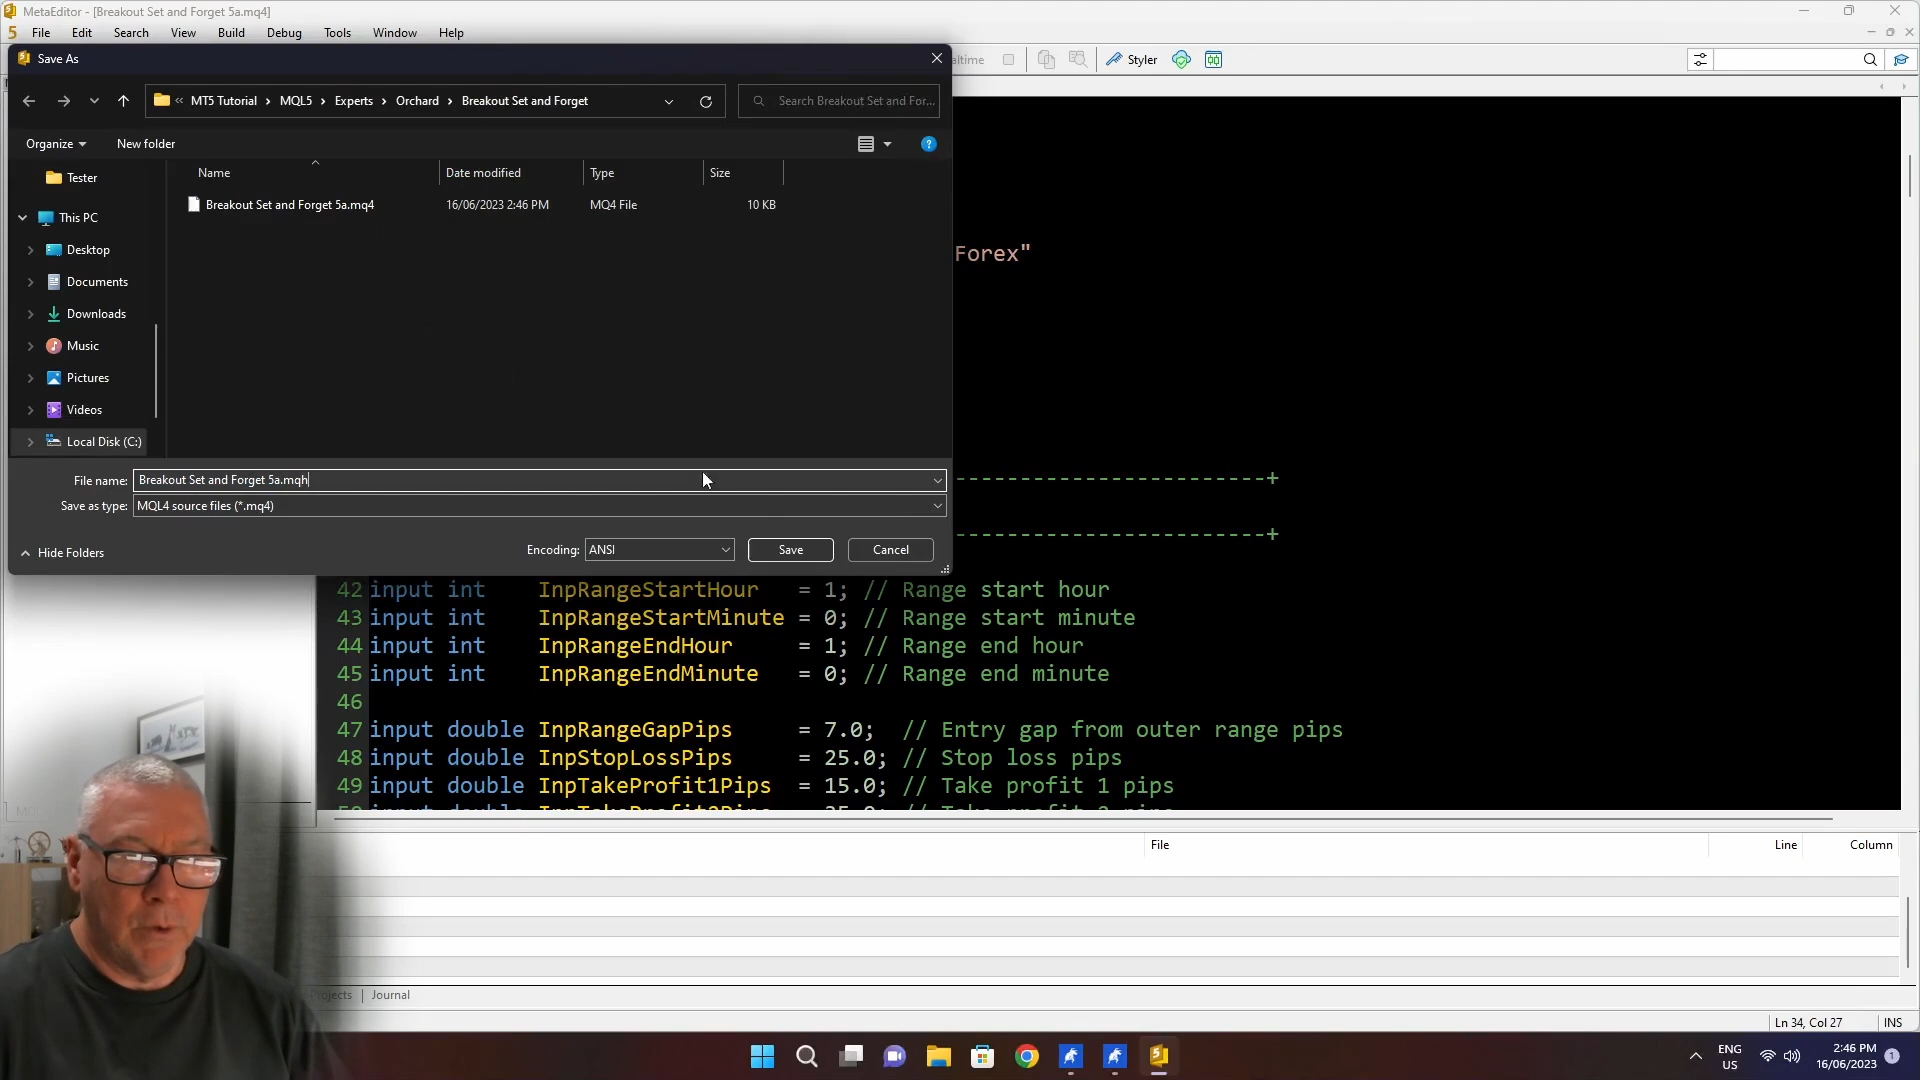 MetaEditor - [Breakout Set and Forget 5a.mq4]
File Edit Search View Build Debug Tools Window Help
Save As
Styler
« MT5 Tutorial › MQL5 › Experts › Orchard › Breakout Set and Forget
Search Breakout Set and For...
Organize
New folder
Name Date modified Type Size
Breakout Set and Forget 5a.mq4 16/06/2023 2:46 PM MQ4 File 10 KB
Tester
This PC
Desktop
Documents
Downloads
Music
Pictures
Videos
Local Disk (C:)
Forex"
File name: Breakout Set and Forget 5a.mqh
Save as type: MQL4 source files (*.mq4)
Hide Folders
Encoding: ANSI
Save
Cancel
-----------------------+
-----------------------+
42 input int InpRangeStartHour = 1; // Range start hour
43 input int InpRangeStartMinute = 0; // Range start minute
44 input int InpRangeEndHour = 1; // Range end hour
45 input int InpRangeEndMinute = 0; // Range end minute
46
47 input double InpRangeGapPips = 7.0; // Entry gap from outer range pips
48 input double InpStopLossPips = 25.0; // Stop loss pips
49 input double InpTakeProfit1Pips = 15.0; // Take profit 1 pips
File Line Column
Journal
Ln 34, Col 27 INS
ENG
US
2:46 PM
16/06/2023
1